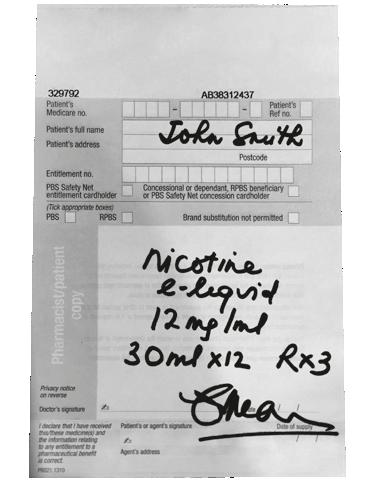 329792 AB38312437
Patient's Medicare no. – – Patient's Ref no.
Patient's full name John Smith
Patient's address
Postcode
Entitlement no.
PBS Safety Net entitlement cardholder Concessional or dependant, RPBS beneficiary or PBS Safety Net concession cardholder
(Tick appropriate boxes)
PBS RPBS Brand substitution not permitted
Pharmacist/patient copy
Nicotine
e-liquid
12 mg/ml
30ml x12 Rx3
Privacy notice
on reverse
Doctor's signature
I declare that I have received
this/these medicine(s) and
the information relating
to any entitlement to a
pharmaceutical benefit
is correct.
Patient's or agent's signature
Date of supply
Agent's address
PB021.1310